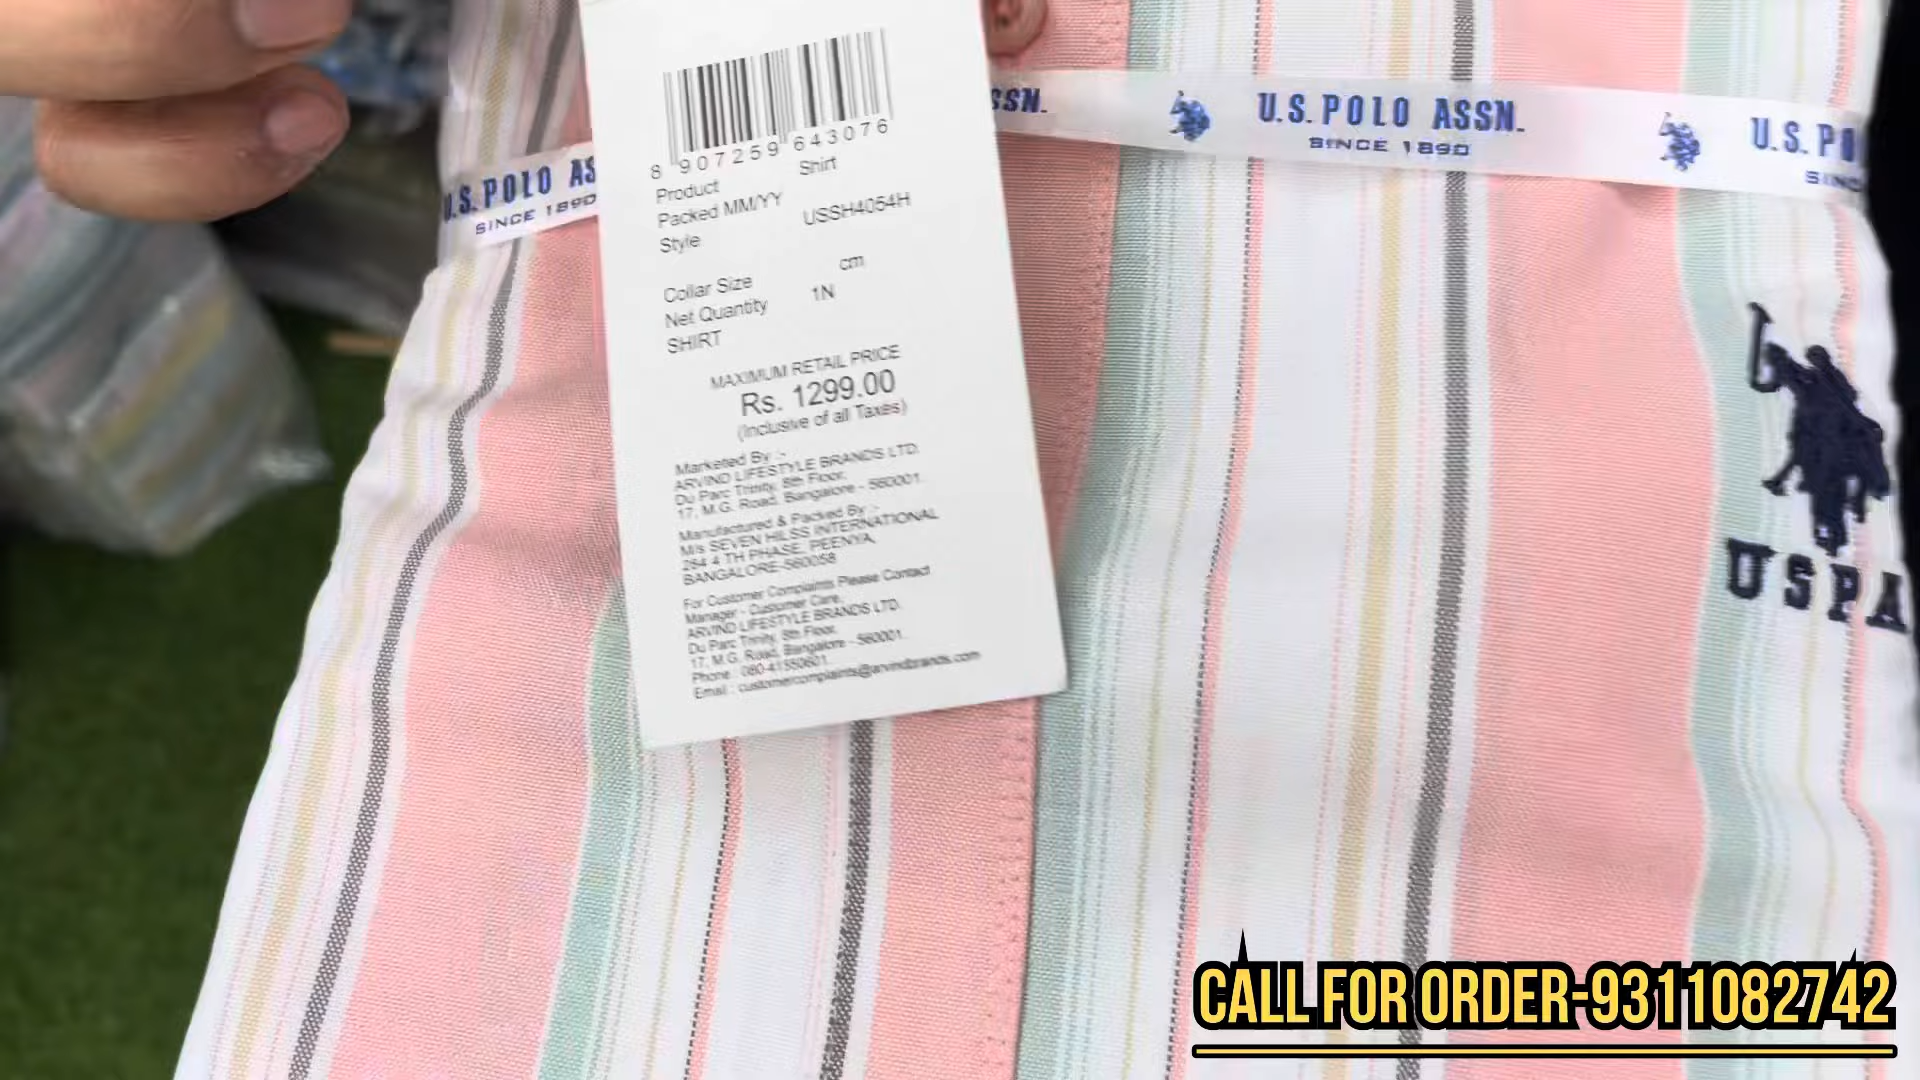 8 907259 643076
Product Shirt
Packed MM/YY
Style USSH4054H
cm
Collar Size
Net Quantity 1N
SHIRT
MAXIMUM RETAIL PRICE
Rs. 1299.00
(Inclusive of all Taxes)
Marketed By :-
ARVIND LIFESTYLE BRANDS LTD.
Du Parc Trinity, 8th Floor,
17, M.G. Road, Bangalore - 560001.
Manufactured & Packed By :-
M/s SEVEN HILSS INTERNATIONAL
264 4 TH PHASE, PEENYA,
BANGALORE-560058
For Customer Complaints Please Contact
Manager - Customer Care,
ARVIND LIFESTYLE BRANDS LTD.
Du Parc Trinity, 8th Floor,
17, M.G. Road, Bangalore - 560001.
Phone : 080-41550601
Email : customercomplaints@arvindbrands.com
U.S. POLO AS
SINCE 1890
SSN.
U.S. POLO ASSN.
SINCE 1890
U.S. PO
SINC
USPA
CALL FOR ORDER-9311082742